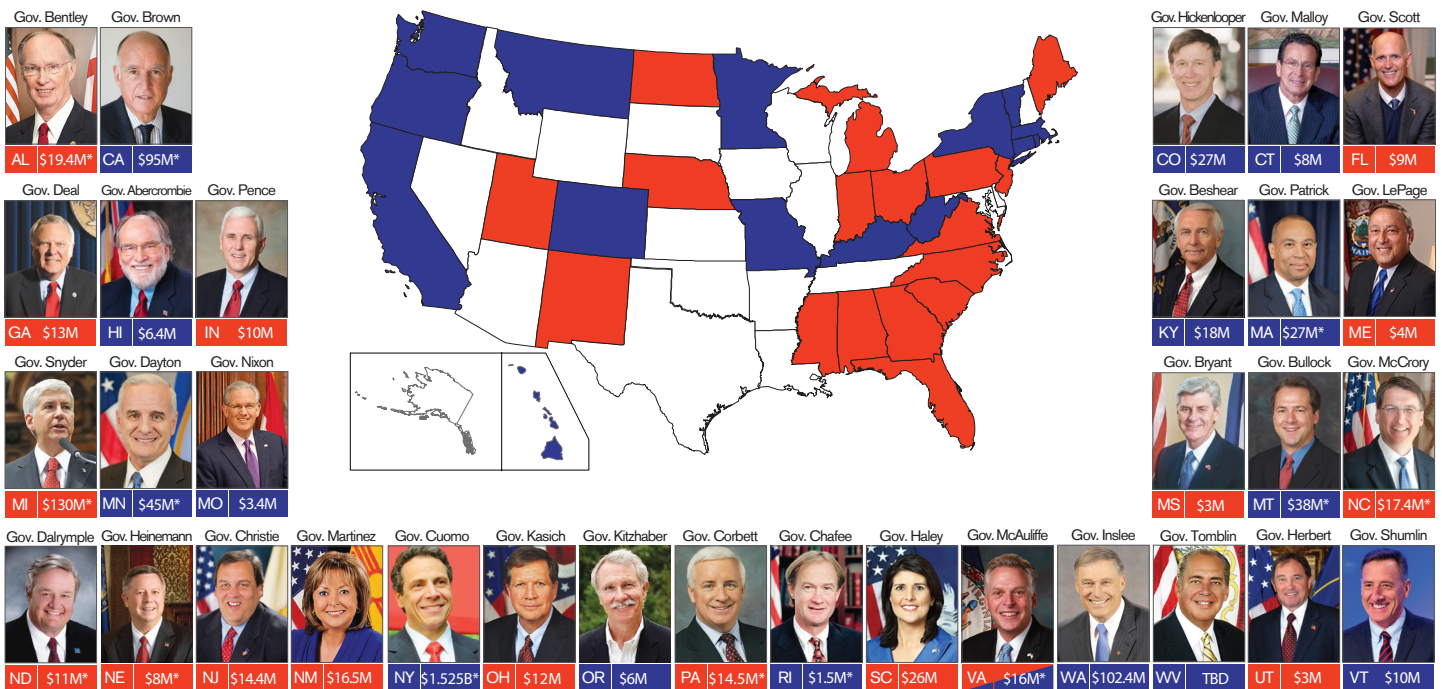 Gov. Bentley Gov. Brown
AL $19.4M* CA $95M*
Gov. Deal Gov. Abercrombie Gov. Pence
GA $13M HI $6.4M IN $10M
Gov. Snyder Gov. Dayton Gov. Nixon
MI $130M* MN $45M* MO $3.4M
Gov. Hickenlooper Gov. Malloy Gov. Scott
CO $27M CT $8M FL $9M
Gov. Beshear Gov. Patrick Gov. LePage
KY $18M MA $27M* ME $4M
Gov. Bryant Gov. Bullock Gov. McCrory
MS $3M MT $38M* NC $17.4M*
Gov. Dalrymple Gov. Heinemann Gov. Christie Gov. Martinez Gov. Cuomo Gov. Kasich Gov. Kitzhaber Gov. Corbett Gov. Chafee Gov. Haley Gov. McAuliffe Gov. Inslee Gov. Tomblin Gov. Herbert Gov. Shumlin
ND $11M* NE $8M* NJ $14.4M NM $16.5M NY $1.525B* OH $12M OR $6M PA $14.5M* RI $1.5M* SC $26M VA $16M* WA $102.4M WV TBD UT $3M VT $10M